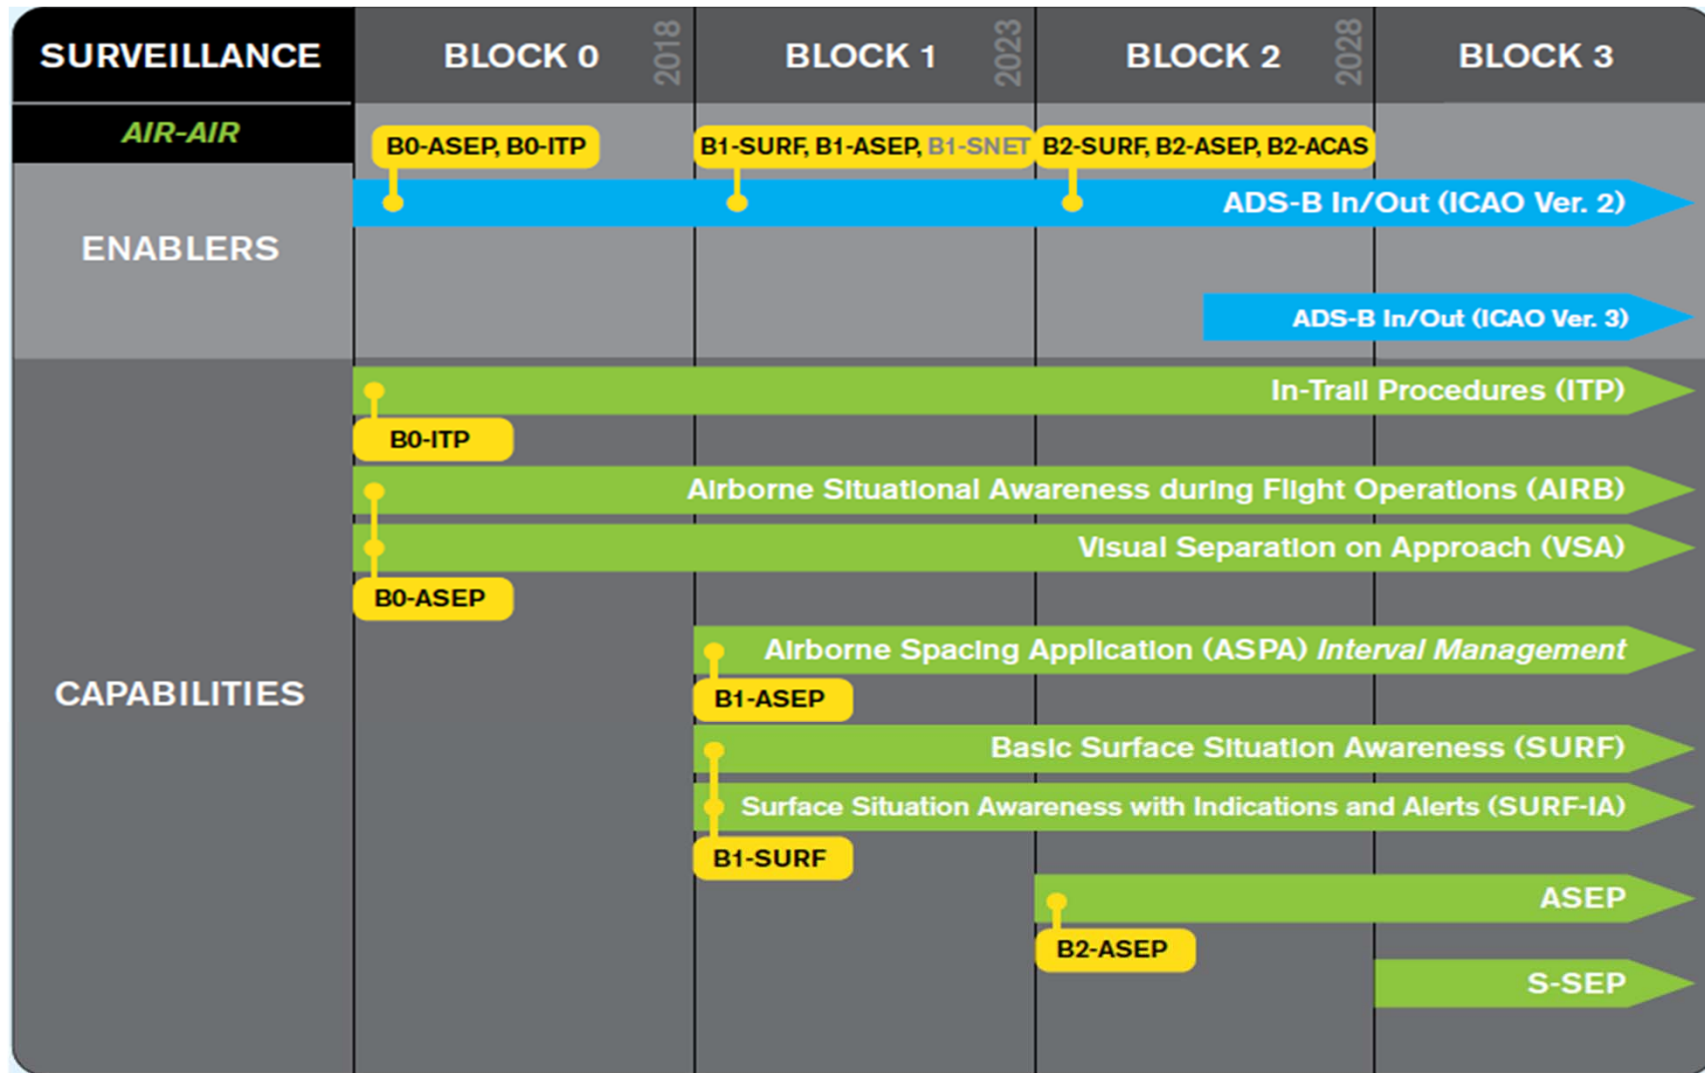 SURVEILLANCE
BLOCK 0
2018
BLOCK 1
2023
BLOCK 2
2028
BLOCK 3
AIR-AIR
B0-ASEP, B0-ITP
B1-SURF, B1-ASEP, B1-SNET
B2-SURF, B2-ASEP, B2-ACAS
ENABLERS
ADS-B In/Out (ICAO Ver. 2)
ADS-B In/Out (ICAO Ver. 3)
CAPABILITIES
In-Trail Procedures (ITP)
B0-ITP
Airborne Situational Awareness during Flight Operations (AIRB)
Visual Separation on Approach (VSA)
B0-ASEP
Airborne Spacing Application (ASPA) Interval Management
B1-ASEP
Basic Surface Situation Awareness (SURF)
Surface Situation Awareness with Indications and Alerts (SURF-IA)
B1-SURF
ASEP
B2-ASEP
S-SEP